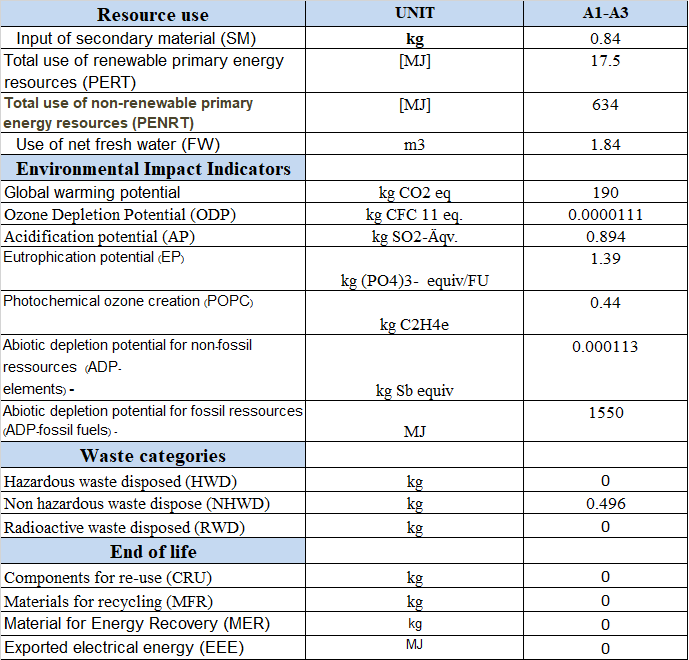 Resource use UNIT A1-A3
Input of secondary material (SM) kg 0.84
Total use of renewable primary energy [MJ] 17.5
resources (PERT)
Total use of non-renewable primary [MJ] 634
energy resources (PENRT)
Use of net fresh water (FW) m3 1.84
Environmental Impact Indicators
Global warming potential kg CO2 eq 190
Ozone Depletion Potential (ODP) kg CFC 11 eq. 0.0000111
Acidification potential (AP) kg SO2-Äqv. 0.894
Eutrophication potential (EP) 1.39
kg (PO4)3- equiv/FU
Photochemical ozone creation (POPC) 0.44
kg C2H4e
Abiotic depletion potential for non-fossil 0.000113
ressources (ADP-
elements) - kg Sb equiv
Abiotic depletion potential for fossil ressources 1550
(ADP-fossil fuels) - MJ
Waste categories
Hazardous waste disposed (HWD) kg 0
Non hazardous waste dispose (NHWD) kg 0.496
Radioactive waste disposed (RWD) kg 0
End of life
Components for re-use (CRU) kg 0
Materials for recycling (MFR) kg 0
Material for Energy Recovery (MER) kg 0
Exported electrical energy (EEE) MJ 0